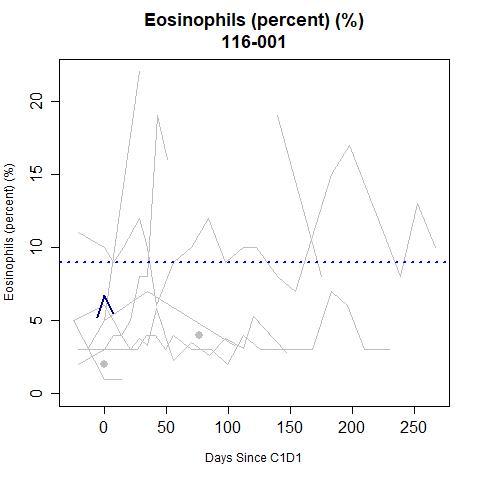 Eosinophils (percent) (%)
116-001
Eosinophils (percent) (%)
20
15
10
5
0
0 50 100 150 200 250
Days Since C1D1